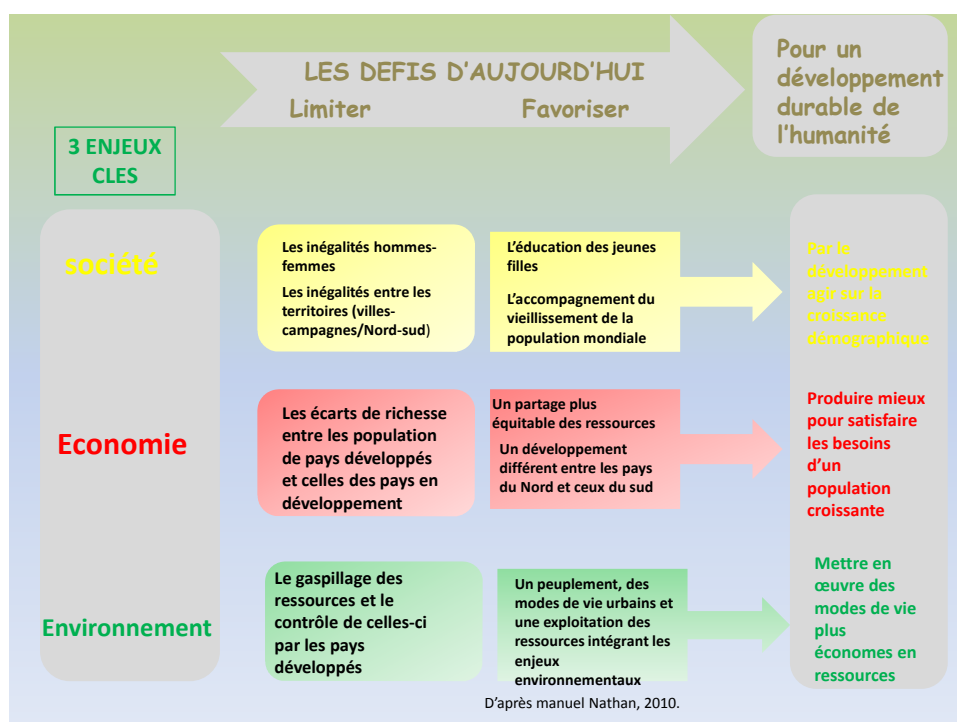 LES DEFIS D'AUJOURD'HUI
Limiter Favoriser
Pour un
développement
durable de
l'humanité
3 ENJEUX
CLES
société
Les inégalités hommes-
femmes
Les inégalités entre les
territoires (villes-
campagnes/Nord-sud)
L'éducation des jeunes
filles
L'accompagnement du
vieillissement de la
population mondiale
Par le
développement
agir sur la
croissance
démographique
Economie
Les écarts de richesse
entre les population
de pays développés
et celles des pays en
développement
Un partage plus
équitable des ressources
Un développement
différent entre les pays
du Nord et ceux du sud
Produire mieux
pour satisfaire
les besoins
d'un
population
croissante
Environnement
Le gaspillage des
ressources et le
contrôle de celles-ci
par les pays
développés
Un peuplement, des
modes de vie urbains et
une exploitation des
ressources intégrant les
enjeux
environnementaux
Mettre en
œuvre des
modes de vie
plus
économes en
ressources
D'après manuel Nathan, 2010.